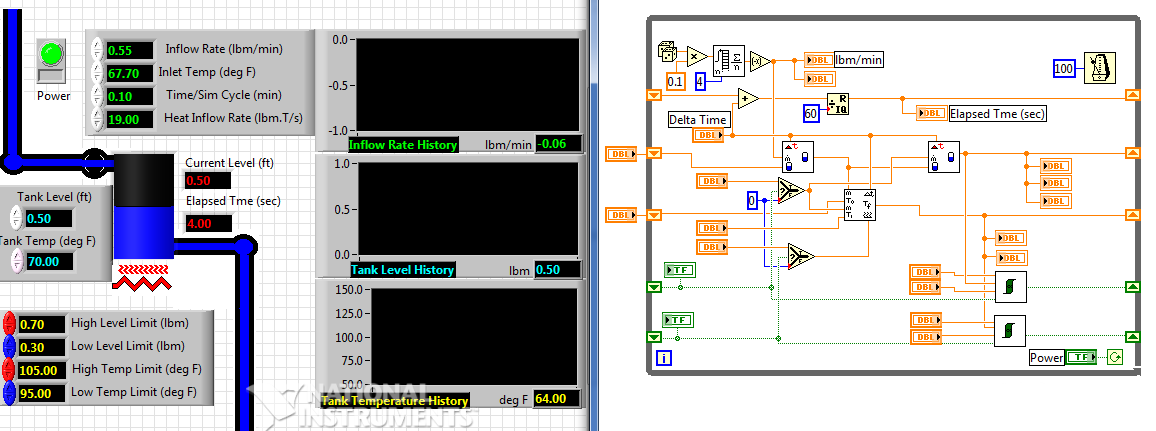 0.55 Inflow Rate (lbm/min)
67.70 Inlet Temp (deg F)
0.10 Time/Sim Cycle (min)
19.00 Heat Inflow Rate (lbm.T/s)
Power
0.0
-0.5
-1.0
Inflow Rate History lbm/min -0.06
Current Level (ft)
0.50
Elapsed Tme (sec)
4.00
Tank Level (ft)
0.50
Tank Temp (deg F)
70.00
1.0
0.5
0.0
Tank Level History lbm 0.50
150.0
125.0
100.0
75.0
50.0
Tank Temperature History deg F 64.00
0.70 High Level Limit (lbm)
0.30 Low Level Limit (lbm)
105.00 High Temp Limit (deg F)
95.00 Low Temp Limit (deg F)
NATIONAL
INSTRUMENTS
0.1
4
DBL lbm/min
DBL
100
Delta Time
DBL
60
R
IQ
DBL Elapsed Tme (sec)
DBL
DBL
0
DBL
DBL
DBL
DBL
DBL
DBL
DBL
DBL
TF
DBL
DBL
TF
DBL
DBL
i
Power TF